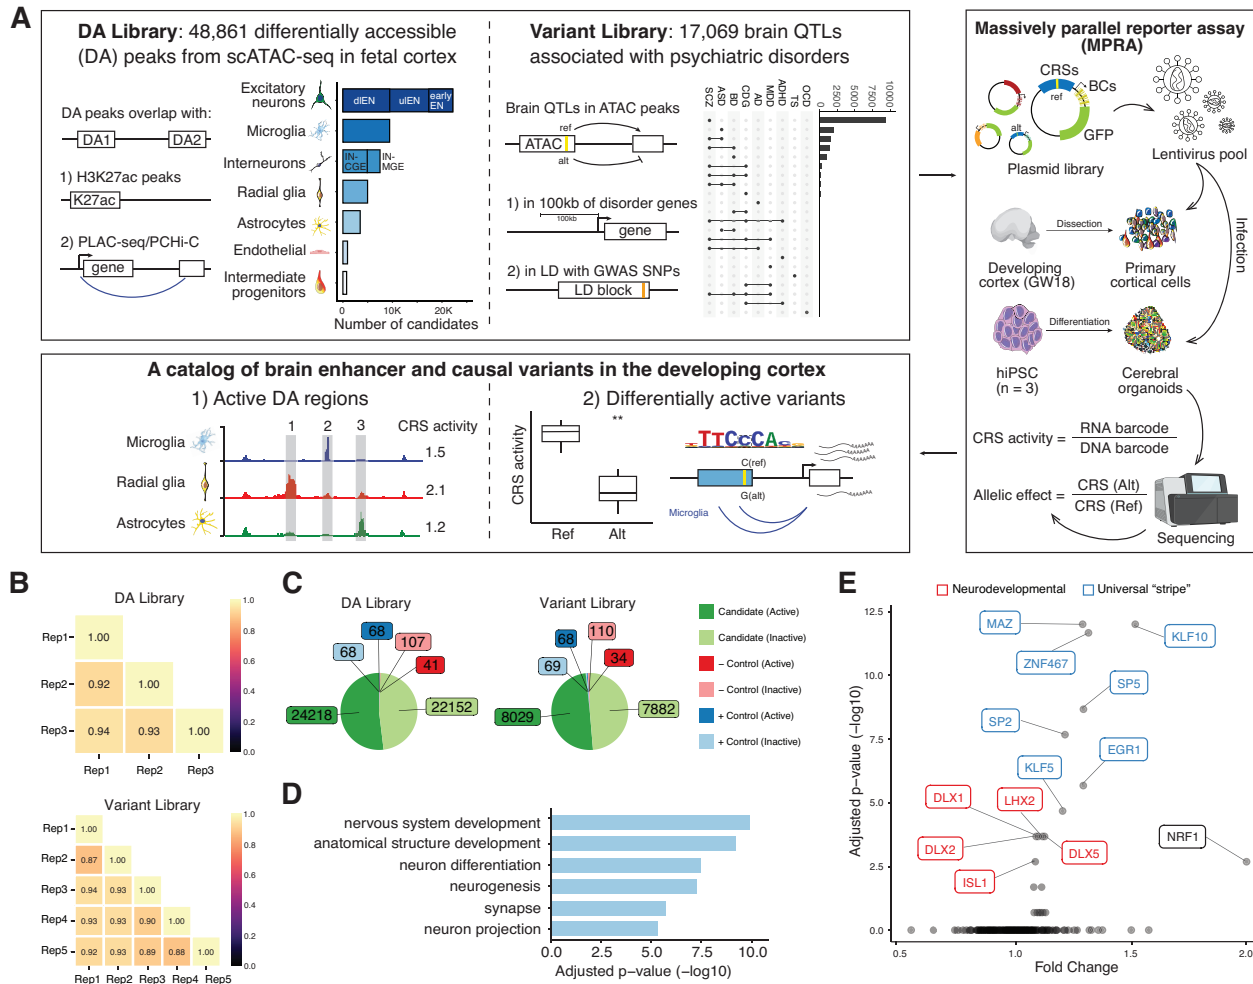 A
DA Library: 48,861 differentially accessible
(DA) peaks from scATAC-seq in fetal cortex
DA peaks overlap with:
DA1
DA2
1) H3K27ac peaks
K27ac
2) PLAC-seq/PCHi-C
gene
Excitatory
neurons
Microglia
Interneurons
Radial glia
Astrocytes
Endothelial
Intermediate
progenitors
dlEN
ulEN
early
EN
IN-
CGE
IN-
MGE
0
10K
20K
Number of candidates
Variant Library: 17,069 brain QTLs
associated with psychiatric disorders
Brain QTLs in ATAC peaks
ref
ATAC
alt
1) in 100kb of disorder genes
100kb
gene
2) in LD with GWAS SNPs
LD block
SCZ
ASD
BD
CDG
AD
MDD
ADHD
TS
OCD
0
2500
5000
7500
10000
Massively parallel reporter assay
(MPRA)
CRSs
BCs
ref
alt
GFP
Plasmid library
Lentivirus pool
Infection
Dissection
Developing
cortex (GW18)
Primary
cortical cells
Differentiation
hiPSC
(n = 3)
Cerebral
organoids
CRS activity =
RNA barcode
DNA barcode
Allelic effect =
CRS (Alt)
CRS (Ref)
Sequencing
A catalog of brain enhancer and causal variants in the developing cortex
1) Active DA regions
1
2
3
CRS activity
Microglia
1.5
Radial glia
2.1
Astrocytes
1.2
2) Differentially active variants
CRS activity
**
Ref
Alt
TTCCCA
C(ref)
G(alt)
Microglia
AAAAAAA
B
DA Library
Rep1
1.00
Rep2
0.92
1.00
Rep3
0.94
0.93
1.00
Rep1
Rep2
Rep3
1.0
0.8
0.6
0.4
0.2
0.0
Variant Library
Rep1
1.00
Rep2
0.87
1.00
Rep3
0.94
0.93
1.00
Rep4
0.93
0.93
0.90
1.00
Rep5
0.92
0.93
0.89
0.88
1.00
Rep1
Rep2
Rep3
Rep4
Rep5
1.0
0.8
0.6
0.4
0.2
0.0
C
DA Library
68
107
68
41
24218
22152
Variant Library
68
110
69
34
8029
7882
Candidate (Active)
Candidate (Inactive)
− Control (Active)
− Control (Inactive)
+ Control (Active)
+ Control (Inactive)
D
nervous system development
anatomical structure development
neuron differentiation
neurogenesis
synapse
neuron projection
0.0
2.5
5.0
7.5
10.0
Adjusted p-value (−log10)
E
Neurodevelopmental
Universal "stripe"
12.5
10.0
7.5
5.0
2.5
0.0
Adjusted p-value (−log10)
MAZ
KLF10
ZNF467
SP5
SP2
EGR1
KLF5
DLX1
LHX2
NRF1
DLX2
DLX5
ISL1
0.5
1.0
1.5
2.0
Fold Change